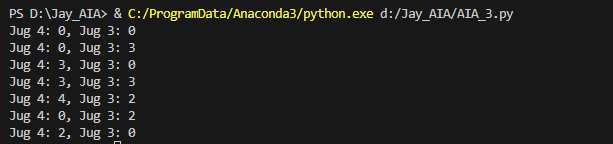 PS D:\Jay_AIA> & C:/ProgramData/Anaconda3/python.exe d:/Jay_AIA/AIA_3.py
Jug 4: 0, Jug 3: 0
Jug 4: 0, Jug 3: 3
Jug 4: 3, Jug 3: 0
Jug 4: 3, Jug 3: 3
Jug 4: 4, Jug 3: 2
Jug 4: 0, Jug 3: 2
Jug 4: 2, Jug 3: 0